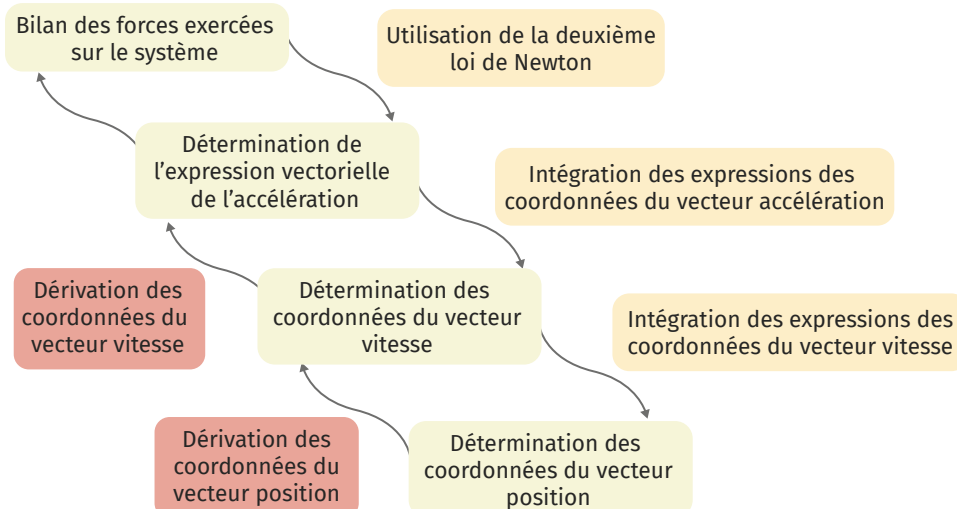 Bilan des forces exercées
sur le système
Utilisation de la deuxième
loi de Newton
Détermination de
l’expression vectorielle
de l’accélération
Intégration des expressions des
coordonnées du vecteur accélération
Dérivation des
coordonnées du
vecteur vitesse
Détermination des
coordonnées du vecteur
vitesse
Intégration des expressions des
coordonnées du vecteur vitesse
Dérivation des
coordonnées du
vecteur position
Détermination des
coordonnées du vecteur
position